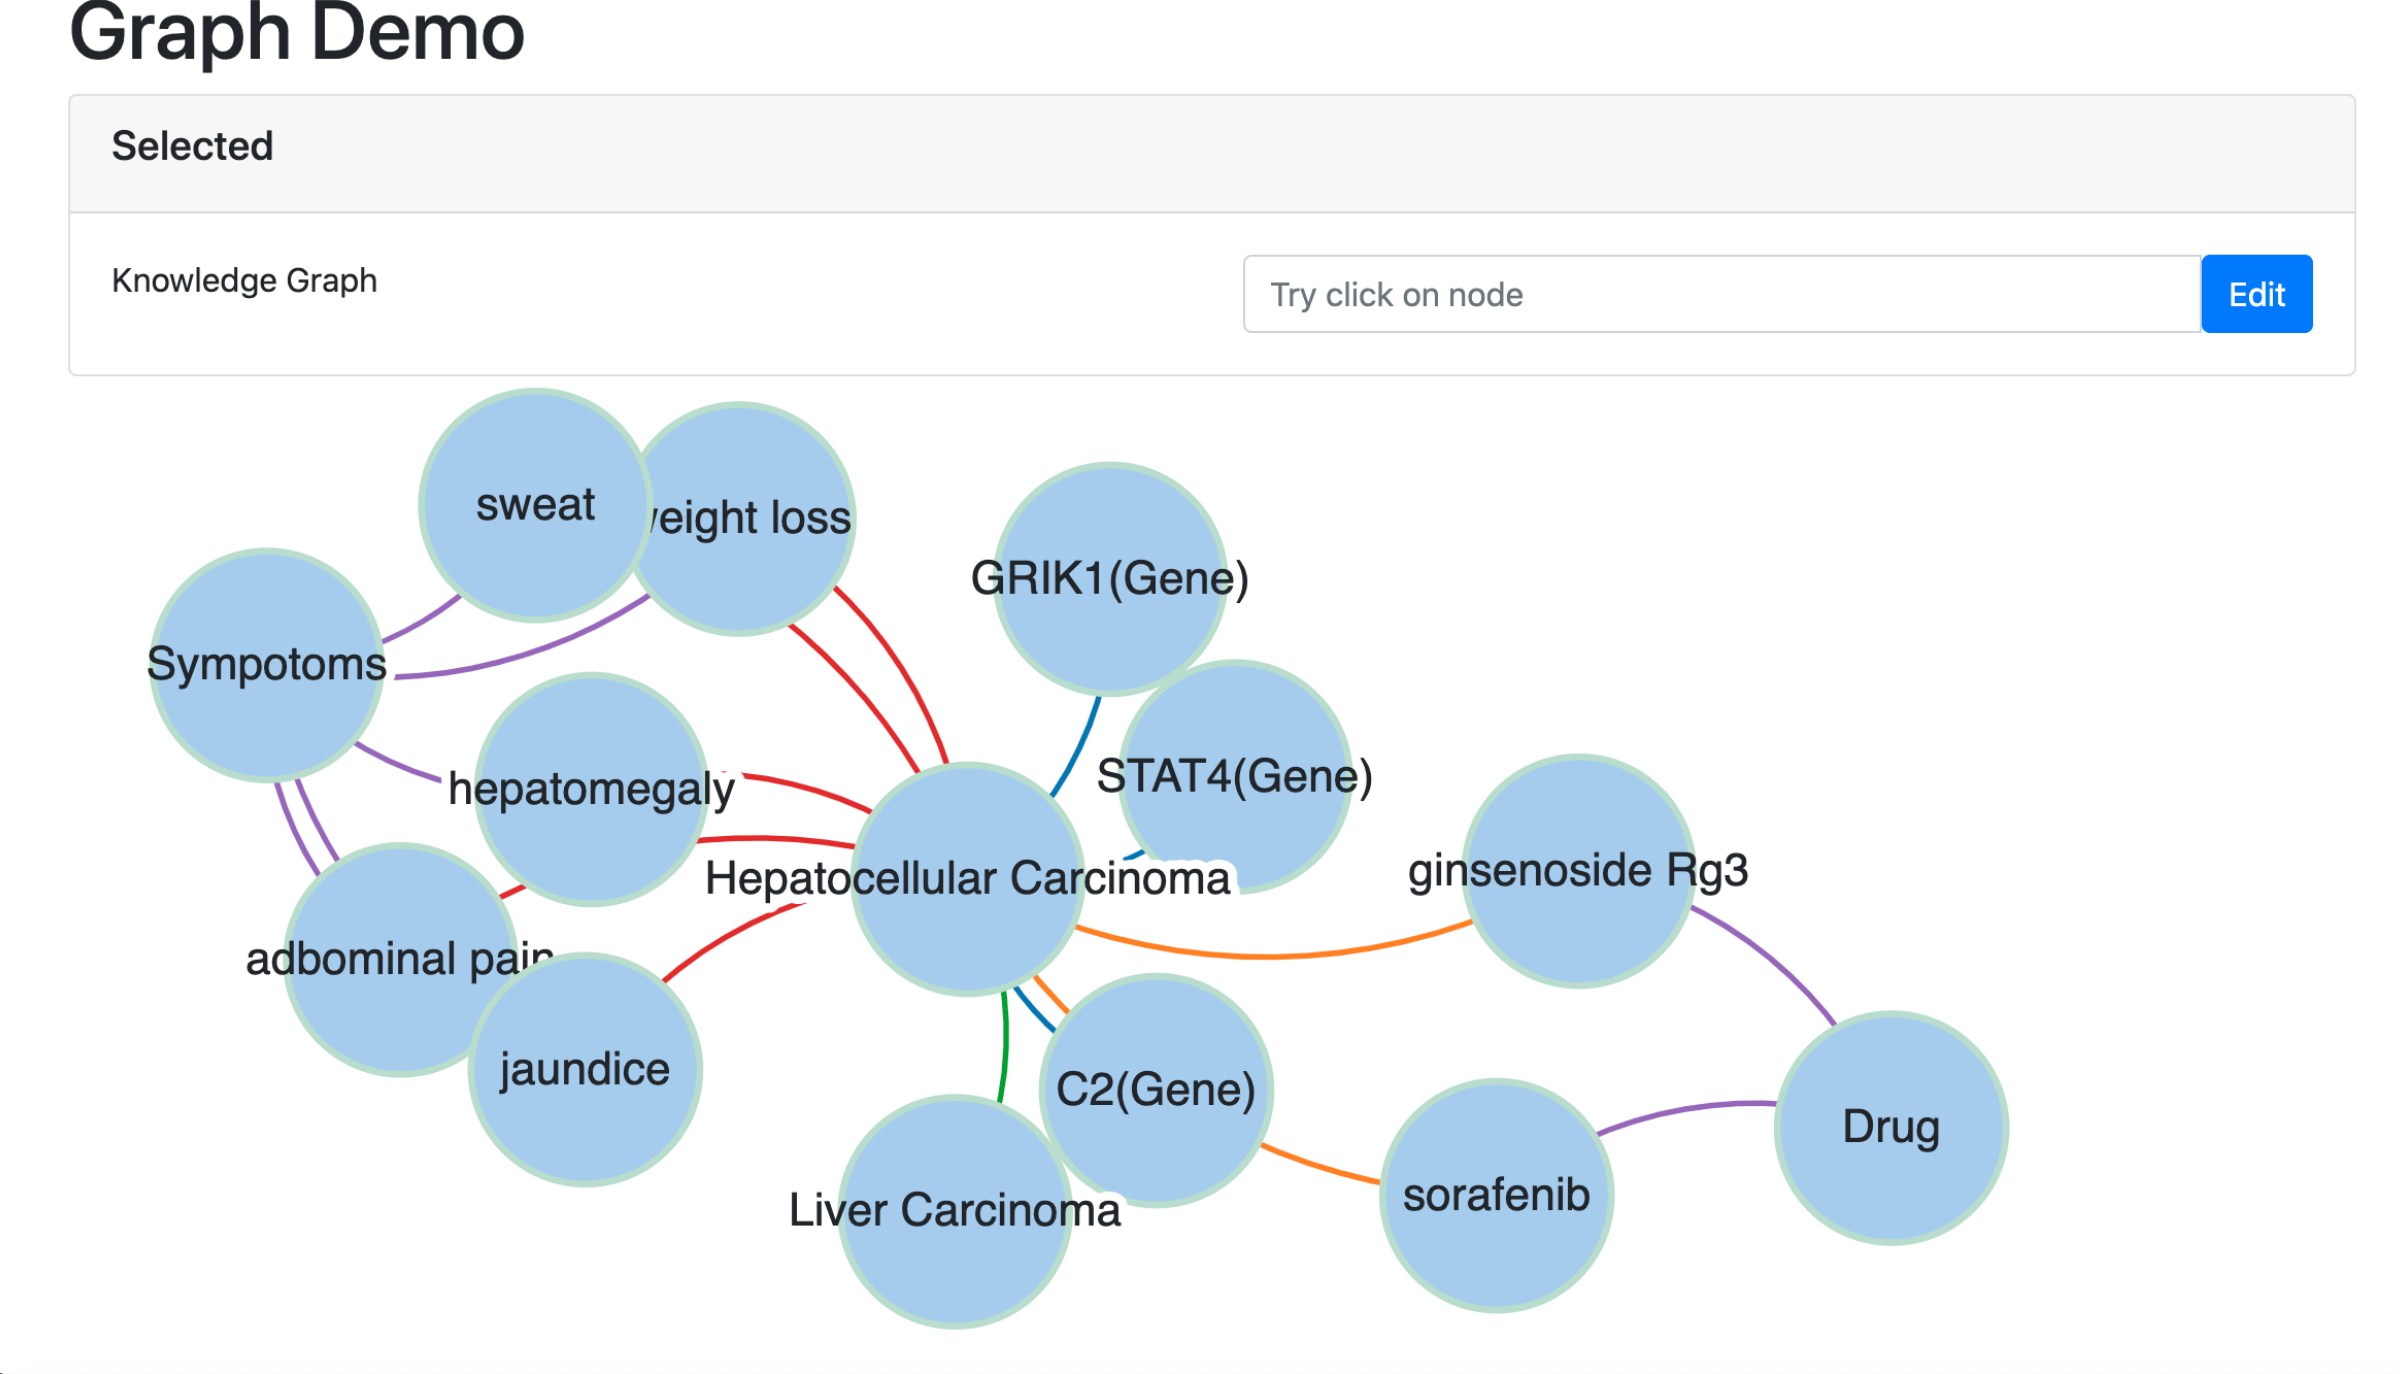 Graph Demo
Selected
Knowledge Graph
Try click on node
Edit
sweat
eight loss
GRIK1(Gene)
Sympotoms
STAT4(Gene)
hepatomegaly
Hepatocellular Carcinoma
ginsenoside Rg3
adbominal pain
jaundice
C2(Gene)
Drug
sorafenib
Liver Carcinoma